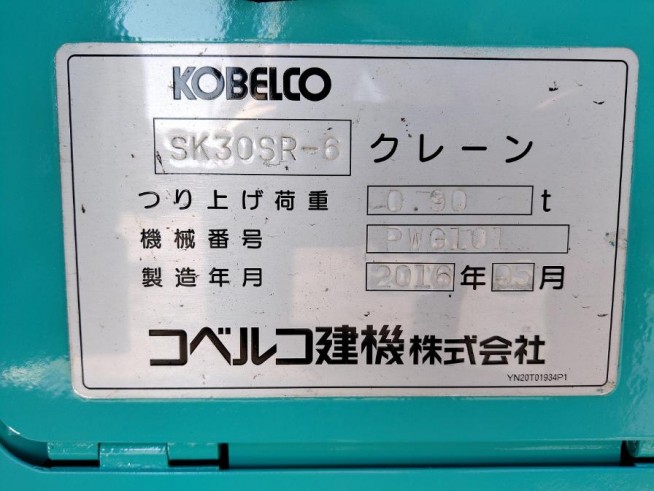 KOBELCO
SK30SR-6 クレーン
つり上げ荷重 0.90 t
機械番号
製造年月 2016年 05月
コベルコ建機株式会社
YN20T01934P1